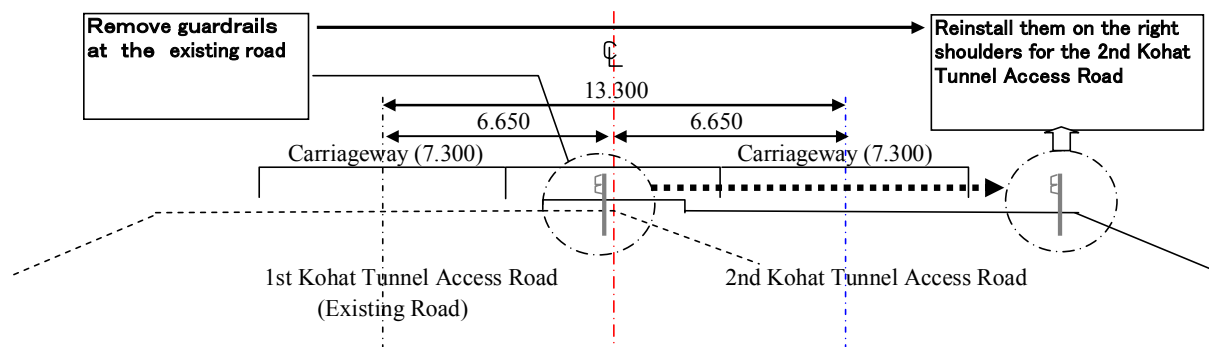 Remove guardrails
at the existing road
Reinstall them on the right
shoulders for the 2nd Kohat
Tunnel Access Road
℄
13.300
6.650
6.650
Carriageway (7.300)
Carriageway (7.300)
1st Kohat Tunnel Access Road
(Existing Road)
2nd Kohat Tunnel Access Road